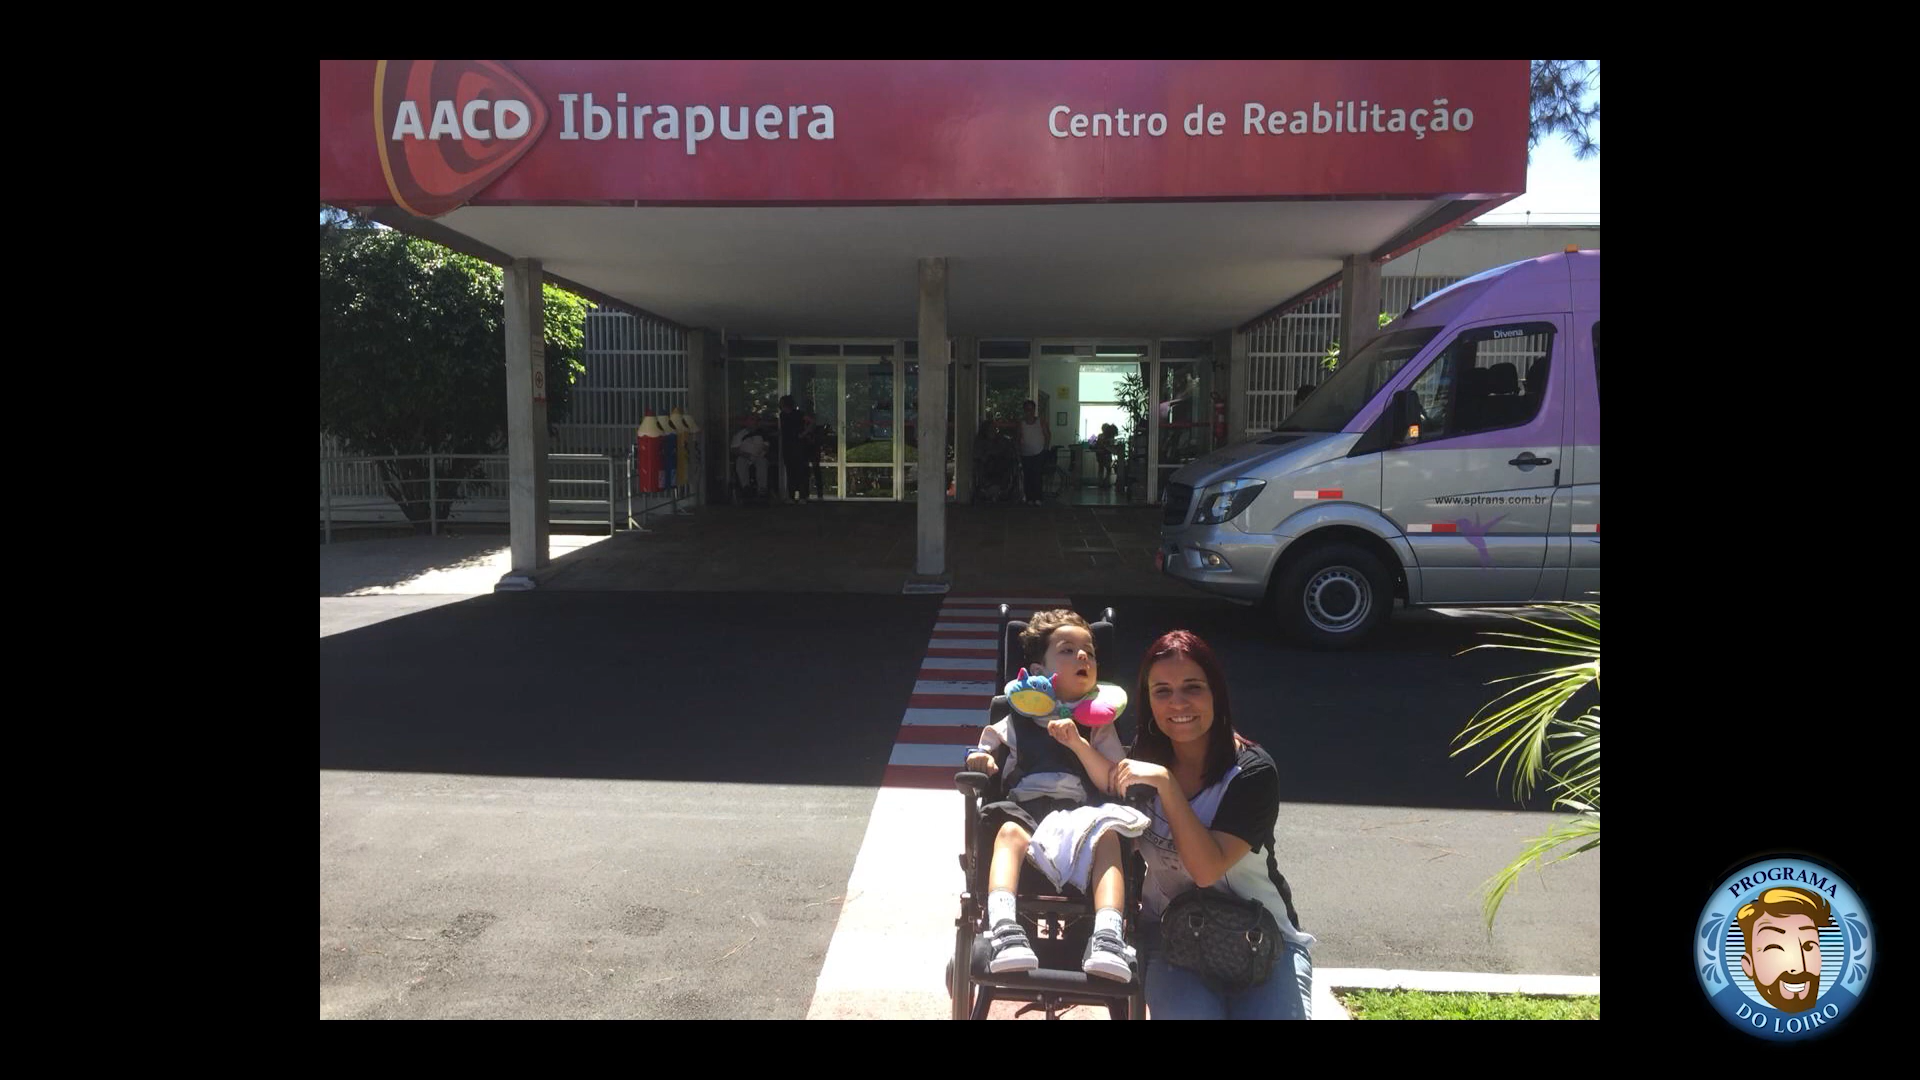 AACD Ibirapuera
Centro de Reabilitação
Divena
www.sptrans.com.br
PROGRAMA
DO LOIRO